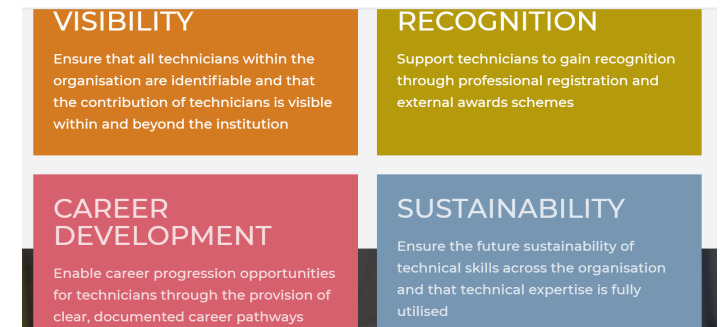 VISIBILITY
Ensure that all technicians within the
organisation are identifiable and that
the contribution of technicians is visible
within and beyond the institution
RECOGNITION
Support technicians to gain recognition
through professional registration and
external awards schemes
CAREER
DEVELOPMENT
Enable career progression opportunities
for technicians through the provision of
clear, documented career pathways
SUSTAINABILITY
Ensure the future sustainability of
technical skills across the organisation
and that technical expertise is fully
utilised